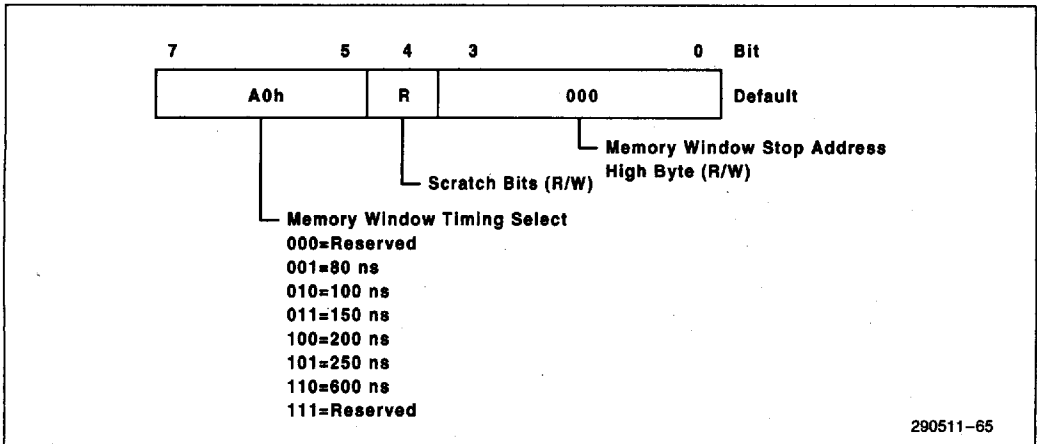 7 5 4 3 0 Bit
A0h R 000 Default
Memory Window Stop Address
High Byte (R/W)
Scratch Bits (R/W)
Memory Window Timing Select
000=Reserved
001=80 ns
010=100 ns
011=150 ns
100=200 ns
101=250 ns
110=600 ns
111=Reserved
290511-65